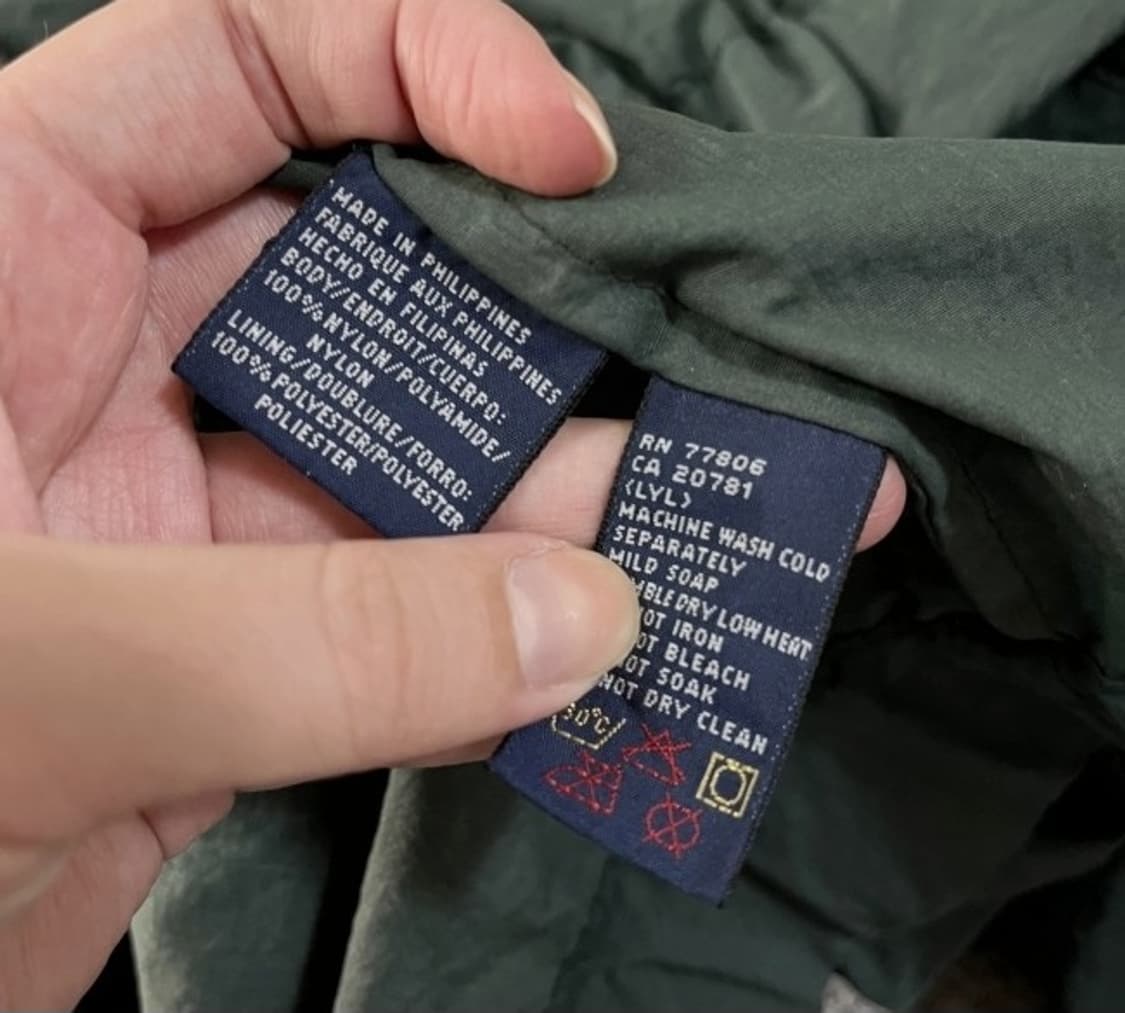 MADE IN PHILIPPINES
FABRIQUE AUX PHILIPPINES
HECHO EN FILIPINAS
BODY/ENDROIT/CUERPO:
100%NYLON/POLYAMIDE/
NYLON
LINING/DOUBLURE/FORRO:
100%POLYESTER/POLYESTER
POLIESTER
RN 77806
CA 20781
(LYL)
MACHINE WASH COLD
SEPARATELY
MILD SOAP
DRY LOW HEAT
IRON
BLEACH
SOAK
NOT DRY CLEAN
30°C